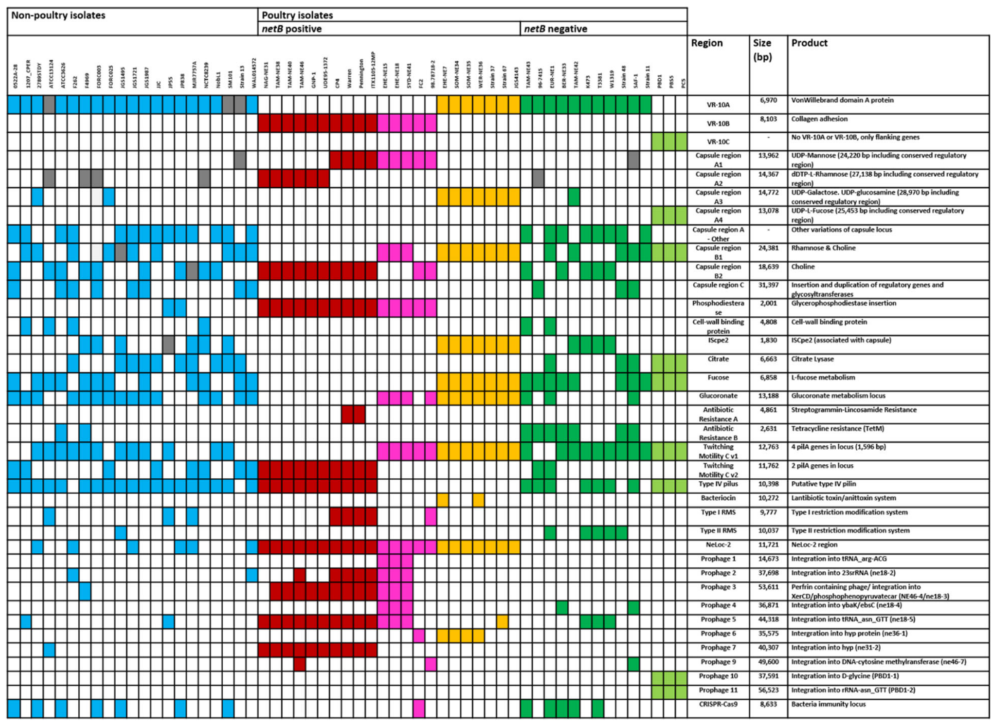 Non-poultry isolates
Poultry isolates
netB positive
netB negative
0522A-28
1207_CPER
2789STDY
ATCC13124
ATCC3626
F262
F4969
FORC003
FORC025
JGS1495
JGS1721
JGS1987
JJC
JP55
JP838
MJR7757A
NCTC8239
NobL1
SM101
Strain 13
WAL014572
NAG-NE31
TAM-NE38
TAM-NE40
TAM-NE46
GNP-1
UDE95-1372
CP4
Warren
Pennington
ITX1105-12MP
EHE-NE15
EHE-NE18
SYD-NE41
FC2
98.78718-2
EHE-NE7
SOM-NE34
SOM-NE35
WER-NE36
Strain 37
Strain 67
JGS4143
TAM-NE43
96-7415
EUR-NE1
BER-NE33
TAM-NE42
K473
T3381
W1319
Strain 48
SAF-1
Strain 11
PBD1
PBS5
PC5
Region
Size
(bp)
Product
VR-10A 6,970 VonWillebrand domain A protein
VR-10B 8,103 Collagen adhesion
VR-10C - No VR-10A or VR-10B, only flanking genes
Capsule region 13,962 UDP-Mannose (24,220 bp including conserved regulatory
A1 region)
Capsule region 14,367 dDTP-L-Rhamnose (27,138 bp including conserved regulatory
A2 region)
Capsule region 14,772 UDP-Galactose. UDP-glucosamine (28,970 bp including
A3 conserved regulatory region)
Capsule region 13,078 UDP-L-Fucose (25,453 bp including conserved regulatory
A4 region)
Capsule region A - Other variations of capsule locus
- Other
Capsule region 24,381 Rhamnose & Choline
B1
Capsule region 18,639 Choline
B2
Capsule region C 31,397 Insertion and duplication of regulatory genes and
glycosyltransferases
Phosphodiestera 2,001 Glycerophosphodiestase insertion
se
Cell-wall binding 4,808 Cell-wall binding protein
protein
IScpe2 1,830 ISCpe2 (associated with capsule)
Citrate 6,663 Citrate Lysase
Fucose 6,858 L-fucose metabolism
Glucoronate 13,188 Glucoronate metabolism locus
Antibiotic 4,861 Streptogrammin-Lincosamide Resistance
Resistance A
Antibiotic 2,631 Tetracycline resistance (TetM)
Resistance B
Twitching 12,763 4 pilA genes in locus (1,596 bp)
Motility C v1
Twitching 11,762 2 pilA genes in locus
Motility C v2
Type IV pilus 10,398 Putative type IV pilin
Bacteriocin 10,272 Lantibiotic toxin/anittoxin system
Type I RMS 9,777 Type I restriction modification system
Type II RMS 10,037 Type II restriction modification system
NeLoc-2 11,721 NeLoc-2 region
Prophage 1 14,673 Integration into tRNA_arg-ACG
Prophage 2 37,698 Integration into 23srRNA (ne18-2)
Prophage 3 53,611 Perfrin containing phage/ integration into
XerCD/phosphophenopyruvatecar (NE46-4/ne18-3)
Prophage 4 36,871 Integration into ybaK/ebsC (ne18-4)
Prophage 5 44,318 Integration into tRNA_asn_GTT (ne18-5)
Prophage 6 35,575 Intergration into hyp protein (ne36-1)
Prophage 7 40,307 Integration into hyp (ne31-2)
Prophage 9 49,600 Integration into DNA-cytosine methylransferase (ne46-7)
Prophage 10 37,591 Integration into D-glycine (PBD1-1)
Prophage 11 56,523 Integration into rRNA-asn_GTT (PBD1-2)
CRISPR-Cas9 8,633 Bacteria immunity locus